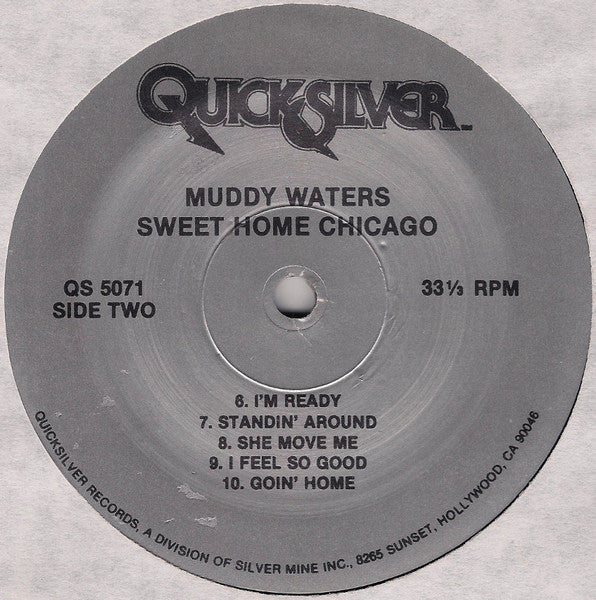 QUICKSILVER
MUDDY WATERS
SWEET HOME CHICAGO
QS 5071
SIDE TWO
33 1/3 RPM
6. I'M READY
7. STANDIN' AROUND
8. SHE MOVE ME
9. I FEEL SO GOOD
10. GOIN' HOME
QUICKSILVER RECORDS, A DIVISION OF SILVER MINE INC., 8265 SUNSET, HOLLYWOOD, CA 90046